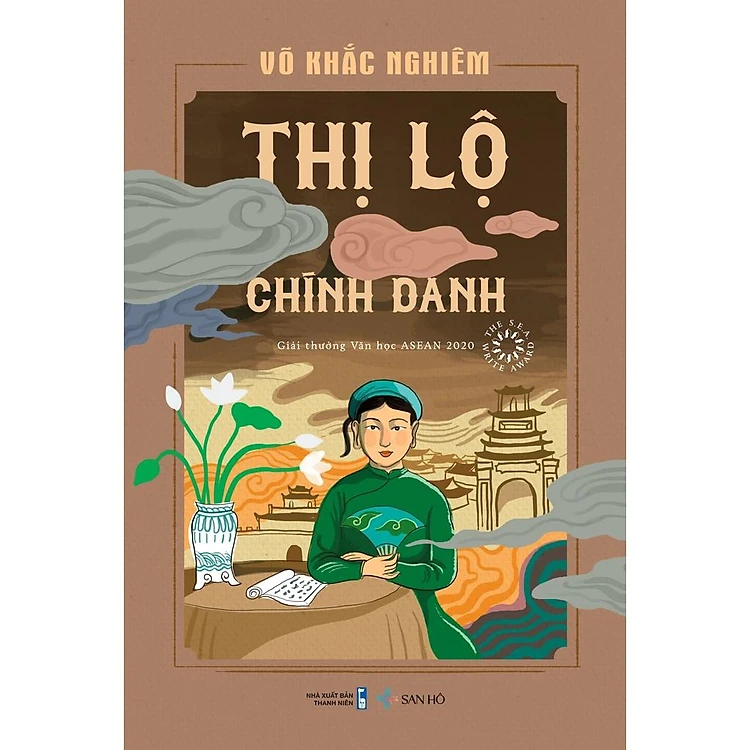 VÕ KHẮC NGHIÊM
THỊ LỘ
CHÍNH DANH
Giải thưởng Văn học ASEAN 2020
THE S.E.A.
WRITE AWARD
NHÀ XUẤT BẢN
THANH NIÊN
SAN HÔ